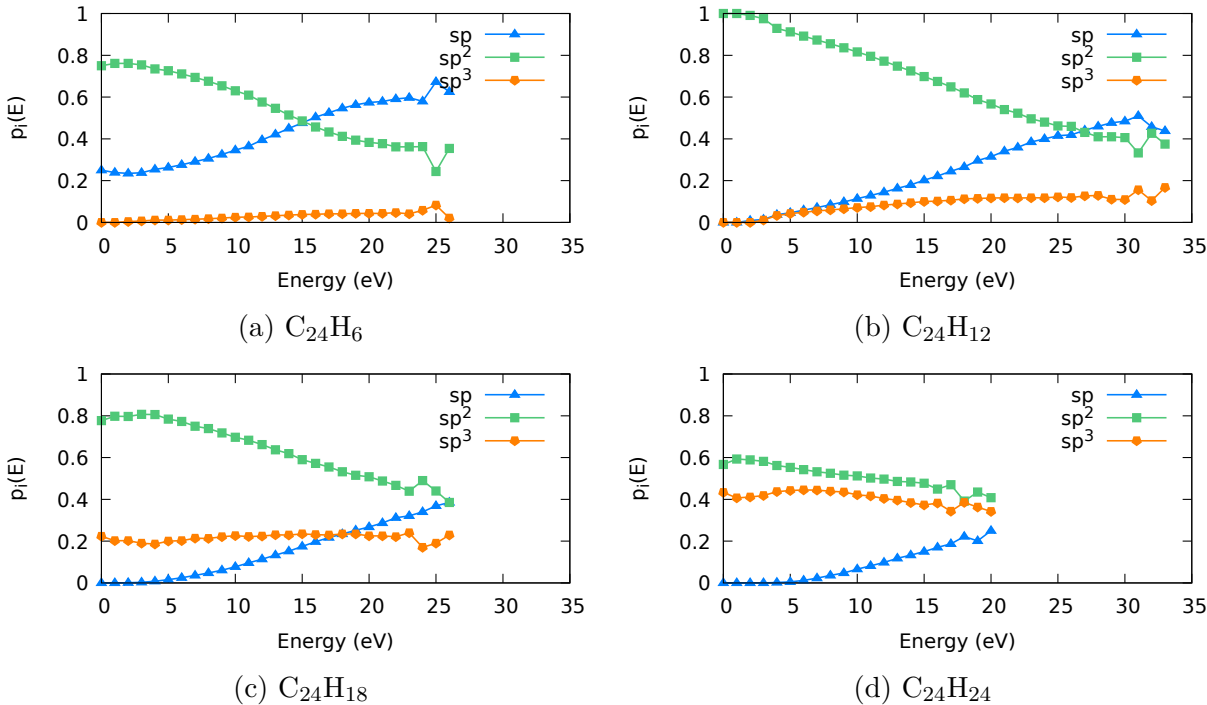 1
0.8
0.6
0.4
0.2
0
pᵢ(E)
sp
sp²
sp³
0 5 10 15 20 25 30 35
Energy (eV)
(a) C₂₄H₆
1
0.8
0.6
0.4
0.2
0
pᵢ(E)
sp
sp²
sp³
0 5 10 15 20 25 30 35
Energy (eV)
(b) C₂₄H₁₂
1
0.8
0.6
0.4
0.2
0
pᵢ(E)
sp
sp²
sp³
0 5 10 15 20 25 30 35
Energy (eV)
(c) C₂₄H₁₈
1
0.8
0.6
0.4
0.2
0
pᵢ(E)
sp
sp²
sp³
0 5 10 15 20 25 30 35
Energy (eV)
(d) C₂₄H₂₄